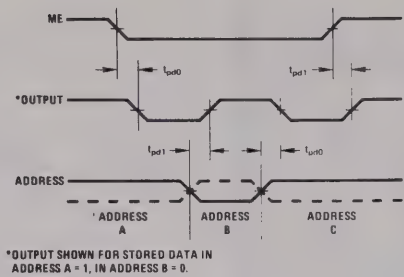 ME
tpd0
tpd1
*OUTPUT
tpd1
tpd0
ADDRESS
' ADDRESS A
ADDRESS B
ADDRESS C
*OUTPUT SHOWN FOR STORED DATA IN
ADDRESS A = 1, IN ADDRESS B = 0.